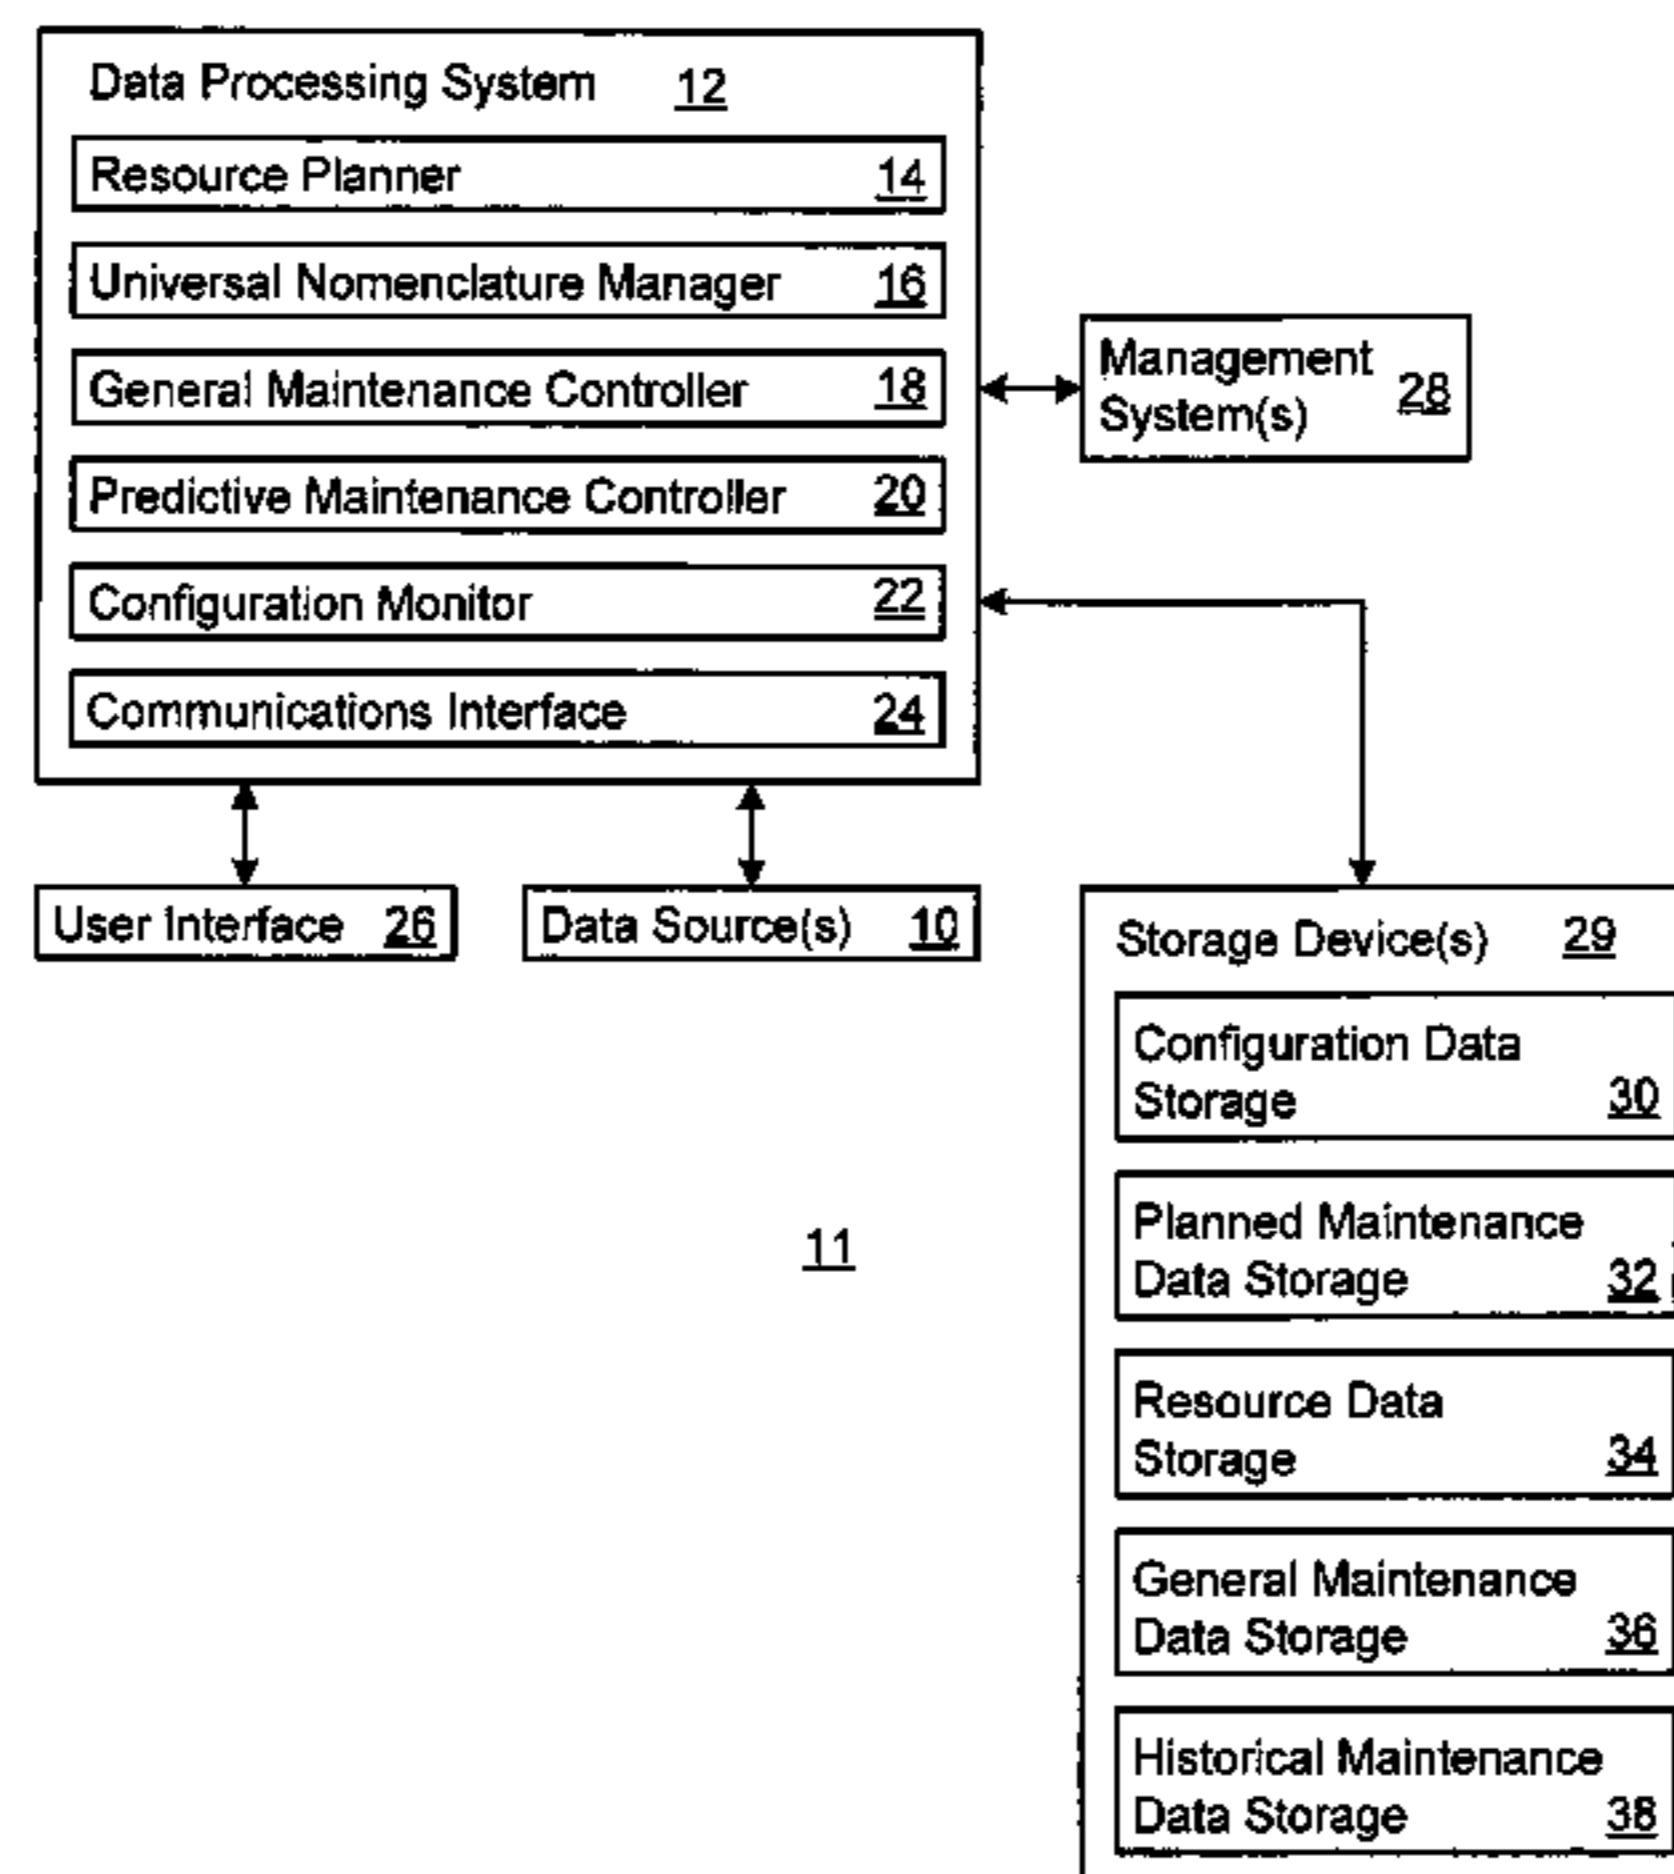 Data Processing System 12
Resource Planner 14
Universal Nomenclature Manager 16
General Maintenance Controller 18
Predictive Maintenance Controller 20
Configuration Monitor 22
Communications Interface 24
Management
System(s) 28
User Interface 26
Data Source(s) 10
Storage Device(s) 29
Configuration Data
Storage 30
Planned Maintenance
Data Storage 32
Resource Data
Storage 34
General Maintenance
Data Storage 36
Historical Maintenance
Data Storage 38
11